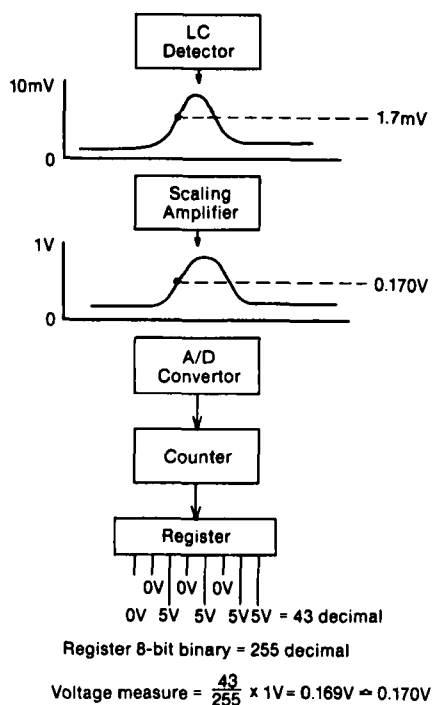 LC
Detector
10mV
1.7mV
0
Scaling
Amplifier
1V
0.170V
0
A/D
Convertor
Counter
Register
0V 0V 0V
0V 5V 5V 5V 5V = 43 decimal
Register 8-bit binary = 255 decimal
Voltage measure = 43/255 x 1V = 0.169V ≏ 0.170V